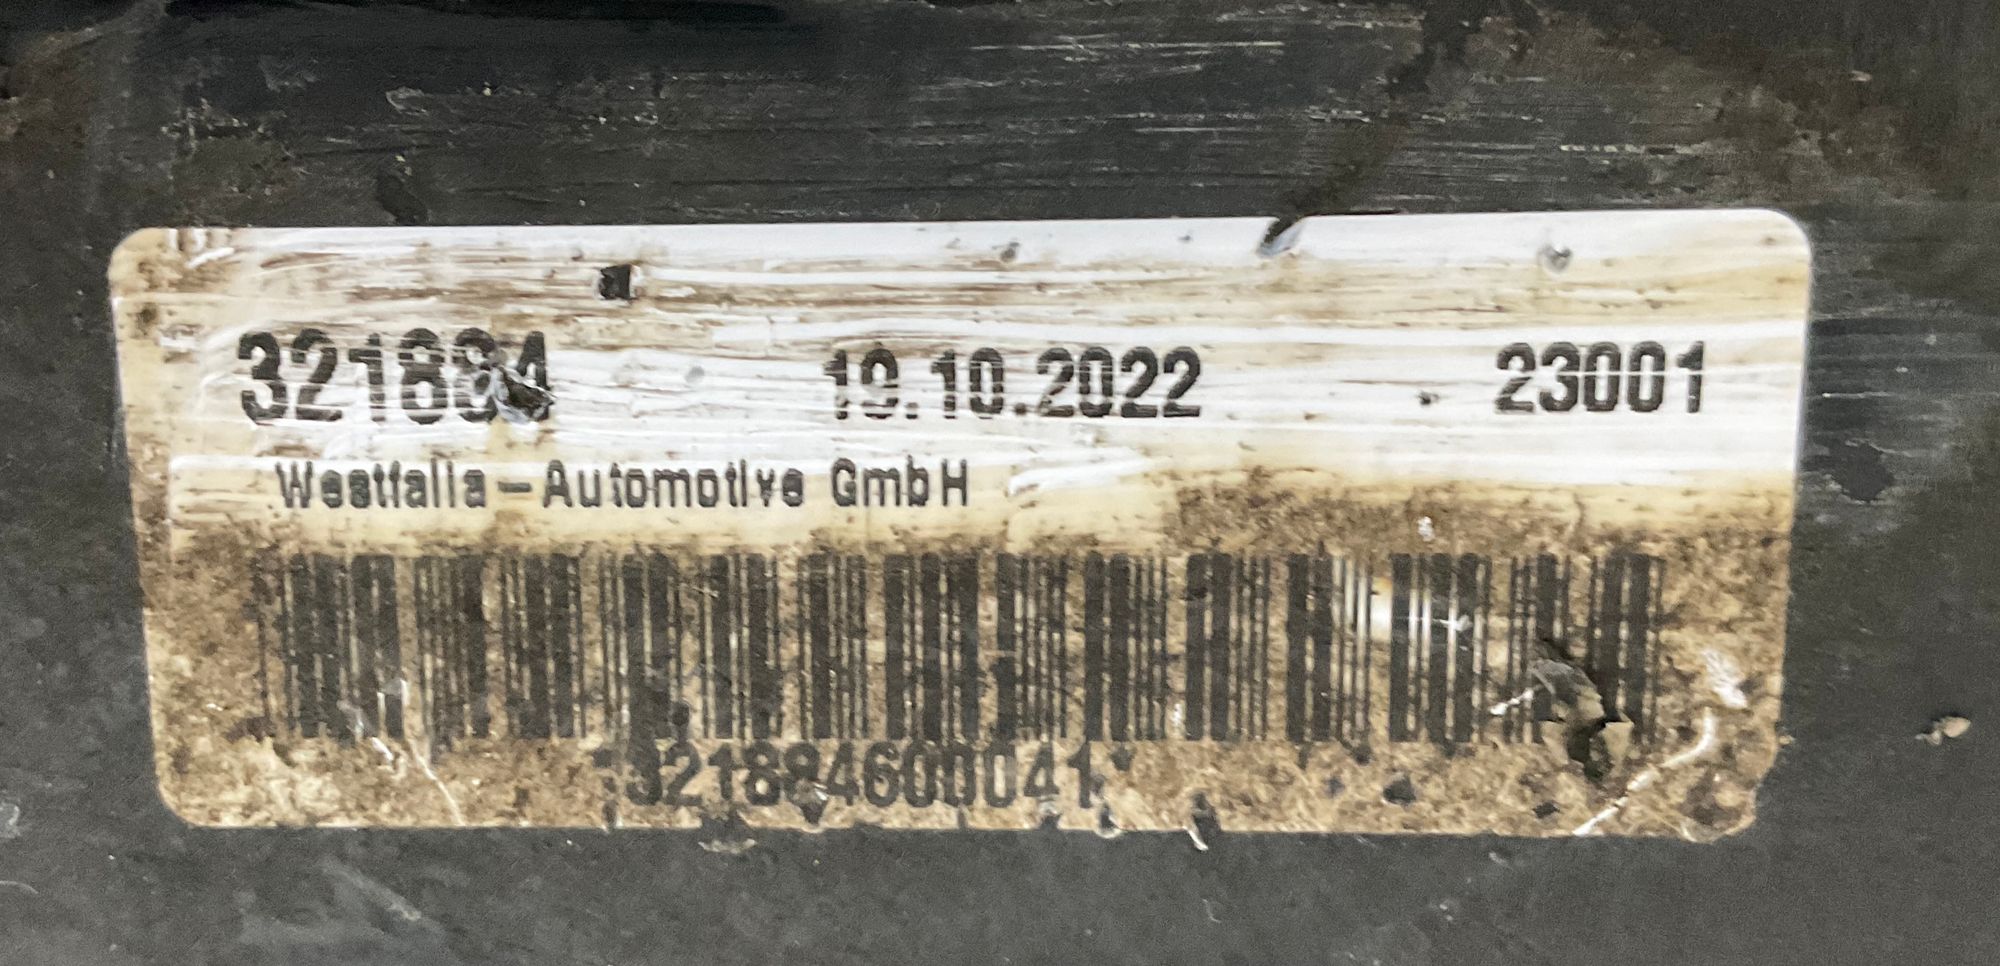 321884 19.10.2022 23001
Westfalia-Automotive GmbH
*321884600041*